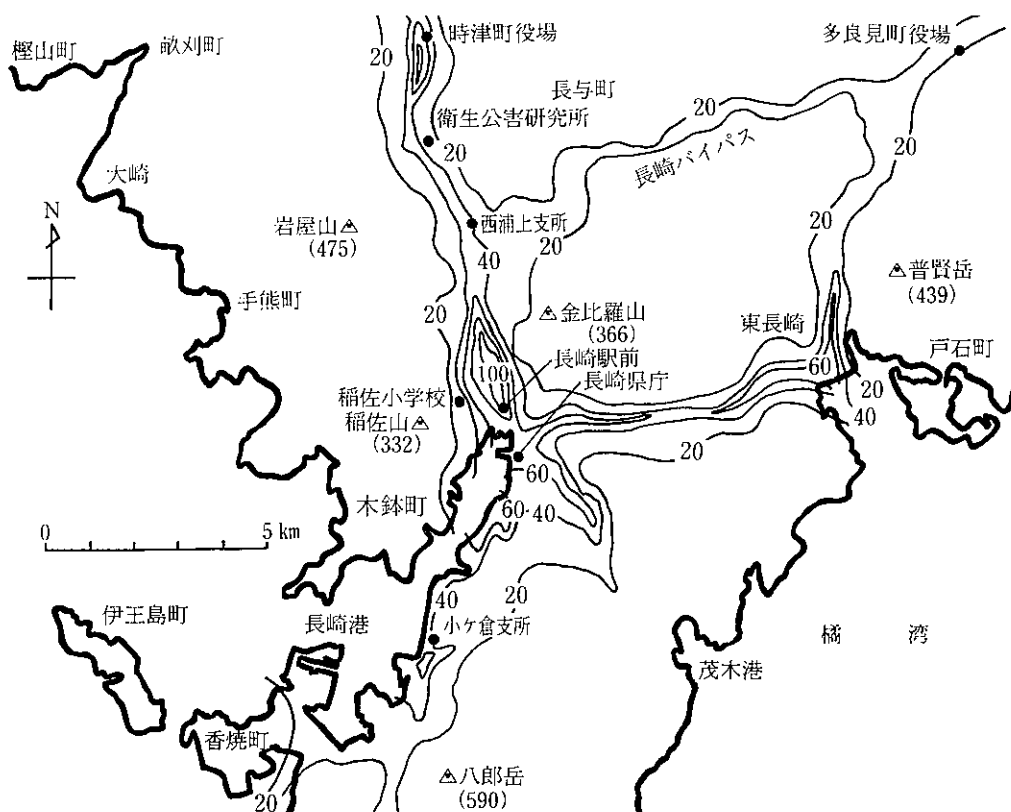 時津町役場
多良見町役場
樫山町
畝刈町
20
長与町
衛生公害研究所
20
長崎バイパス
20
大崎
N
岩屋山
(475)
西浦上支所
20
20
40
普賢岳
(439)
手熊町
20
金比羅山
(366)
東長崎
戸石町
長崎駅前
100
長崎県庁
60
稲佐小学校
20
稲佐山
(332)
40
20
60
木鉢町
60
40
0
5km
20
40
伊王島町
長崎港
小ケ倉支所
橘湾
茂木港
香焼町
八郎岳
(590)
20